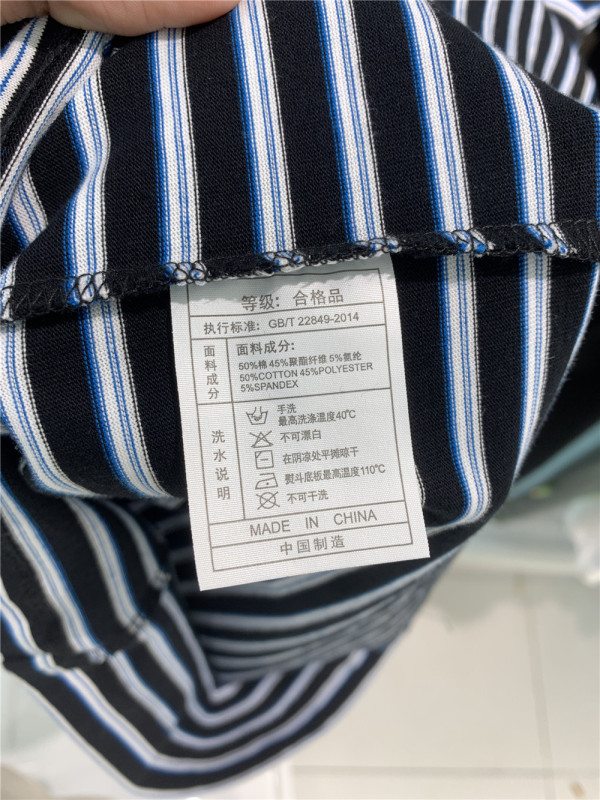 等级：合格品
执行标准：GB/T 22849-2014
面料成分
面料成分：
50%棉 45%聚酯纤维 5%氨纶
50%COTTON 45%POLYESTER
5%SPANDEX
洗水说明
手洗
最高洗涤温度40℃
不可漂白
在阴凉处平摊晾干
熨斗底板最高温度110℃
不可干洗
MADE IN CHINA
中国制造